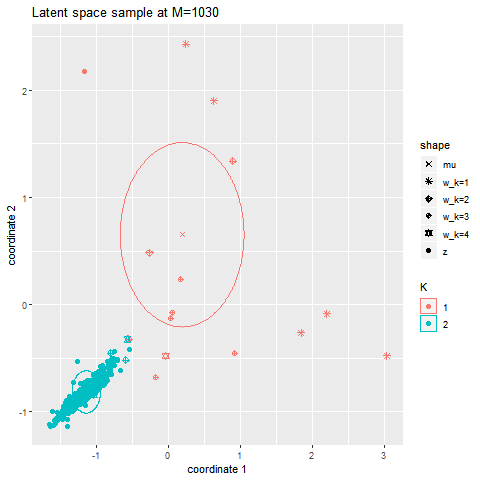 Latent space sample at M=1030
2
1
0
-1
-1
0
1
2
3
coordinate 1
coordinate 2
shape
mu
w_k=1
w_k=2
w_k=3
w_k=4
z
K
1
2